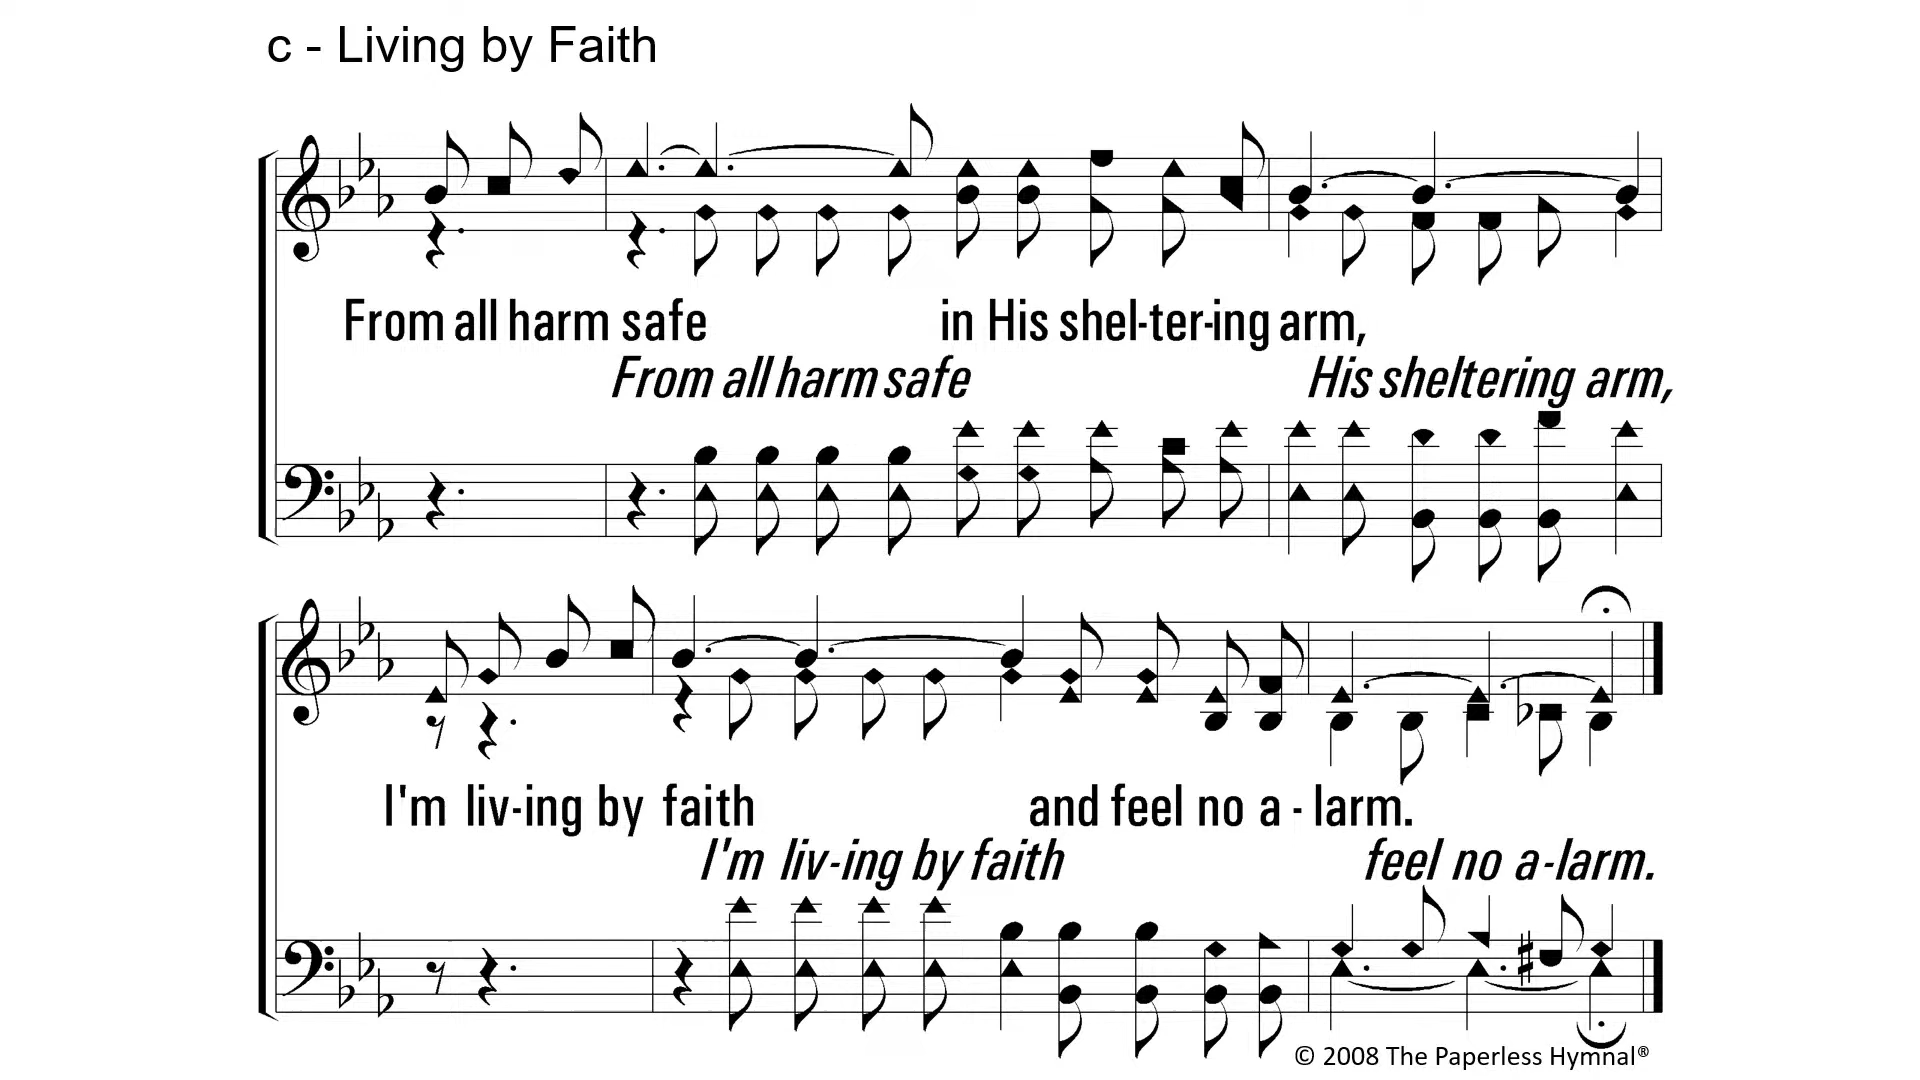 c - Living by Faith
From all harm safe in His shel-ter-ing arm,
From all harm safe His sheltering arm,
I'm liv-ing by faith and feel no a - larm.
I'm liv-ing by faith feel no a-larm.
© 2008 The Paperless Hymnal®